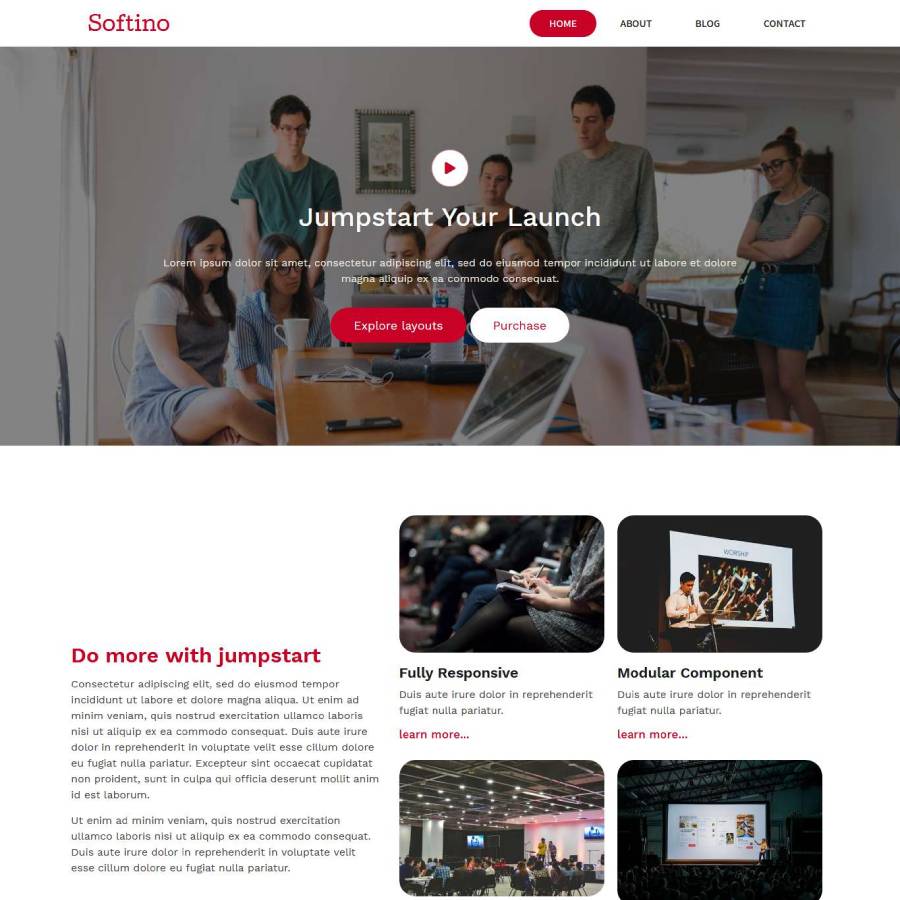 Softino
HOME
ABOUT
BLOG
CONTACT
Jumpstart Your Launch
Lorem ipsum dolor sit amet, consectetur adipiscing elit, sed do eiusmod tempor incididunt ut labore et dolore
magna aliquip ex ea commodo consequat.
Explore layouts
Purchase
Do more with jumpstart
Consectetur adipiscing elit, sed do eiusmod tempor
incididunt ut labore et dolore magna aliqua. Ut enim ad
minim veniam, quis nostrud exercitation ullamco laboris
nisi ut aliquip ex ea commodo consequat. Duis aute irure
dolor in reprehenderit in voluptate velit esse cillum dolore
eu fugiat nulla pariatur. Excepteur sint occaecat cupidatat
non proident, sunt in culpa qui officia deserunt mollit anim
id est laborum.
Ut enim ad minim veniam, quis nostrud exercitation
ullamco laboris nisi ut aliquip ex ea commodo consequat.
Duis aute irure dolor in reprehenderit in voluptate velit
esse cillum dolore eu fugiat nulla pariatur.
Fully Responsive
Duis aute irure dolor in reprehenderit
fugiat nulla pariatur.
learn more...
WORSHIP
Modular Component
Duis aute irure dolor in reprehenderit
fugiat nulla pariatur.
learn more...